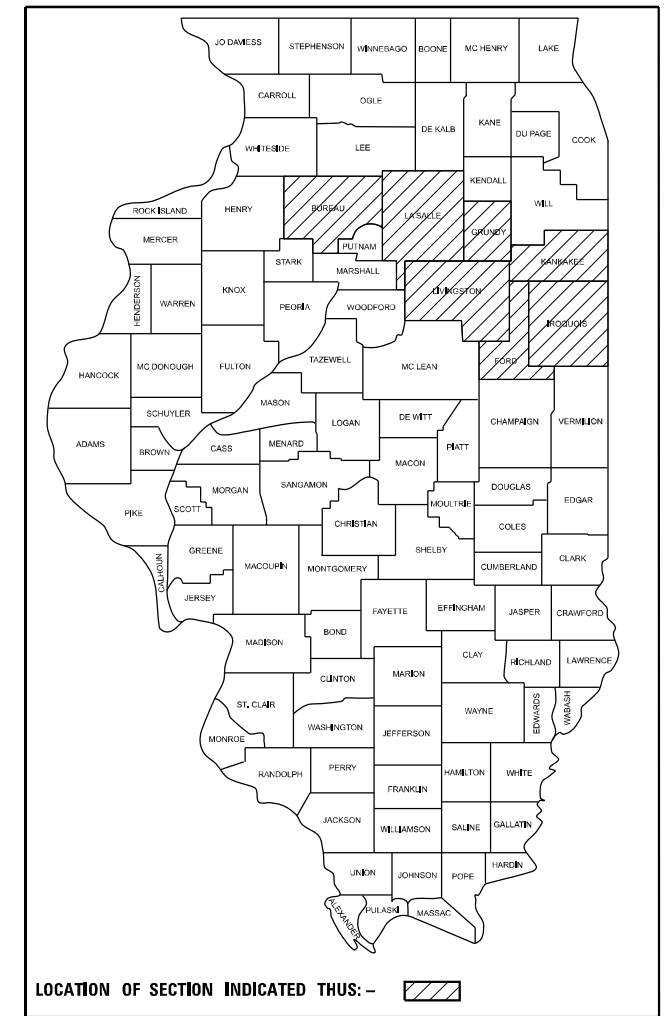 JO DAVIESS STEPHENSON WINNEBAGO BOONE MC HENRY LAKE
CARROLL OGLE DE KALB KANE DU PAGE COOK
WHITESIDE LEE KENDALL WILL
ROCK ISLAND HENRY BUREAU LA SALLE GRUNDY
MERCER PUTNAM KANKAKEE
HENDERSON WARREN KNOX STARK MARSHALL LIVINGSTON
PEORIA WOODFORD IROQUOIS
HANCOCK MC DONOUGH FULTON TAZEWELL MC LEAN FORD
SCHUYLER MASON LOGAN DE WITT CHAMPAIGN VERMILION
ADAMS BROWN CASS MENARD MACON PIATT
PIKE SCOTT MORGAN SANGAMON MOULTRIE DOUGLAS EDGAR
CHRISTIAN COLES
CALHOUN GREENE MACOUPIN MONTGOMERY SHELBY CUMBERLAND CLARK
JERSEY FAYETTE EFFINGHAM JASPER CRAWFORD
MADISON BOND CLAY RICHLAND LAWRENCE
CLINTON MARION
ST. CLAIR WASHINGTON JEFFERSON WAYNE EDWARDS WABASH
MONROE
RANDOLPH PERRY FRANKLIN HAMILTON WHITE
JACKSON WILLIAMSON SALINE GALLATIN
UNION JOHNSON POPE HARDIN
ALEXANDER PULASKI MASSAC
LOCATION OF SECTION INDICATED THUS: –